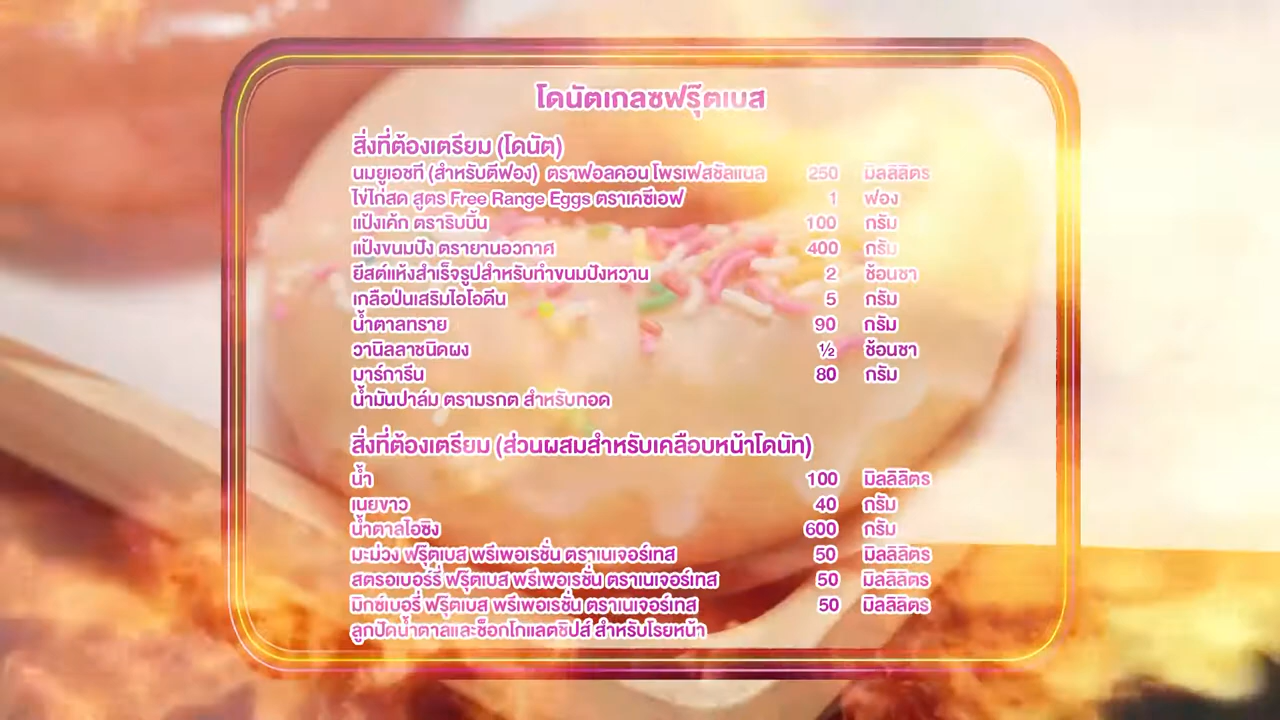 โดนัตเกลซฟรุ๊ตเบส
สิ่งที่ต้องเตรียม (โดนัต)
นมยูเอชที (สำหรับตีฟอง) ตราฟอลคอน โพรเฟสชัลแนล 250 มิลลิลิตร
ไข่ไก่สด สูตร Free Range Eggs ตราเคซีเอฟ 1 ฟอง
แป้งเค้ก ตราริบบิ้น 100 กรัม
แป้งขนมปัง ตรายานอวกาศ 400 กรัม
ยีสต์แห้งสำเร็จรูปสำหรับทำขนมปังหวาน 2 ช้อนชา
เกลือป่นเสริมไอโอดีน 5 กรัม
น้ำตาลทราย 90 กรัม
วานิลลาชนิดผง ½ ช้อนชา
มาร์การีน 80 กรัม
น้ำมันปาล์ม ตรามรกต สำหรับทอด
สิ่งที่ต้องเตรียม (ส่วนผสมสำหรับเคลือบหน้าโดนัท)
น้ำ 100 มิลลิลิตร
เนยขาว 40 กรัม
น้ำตาลไอซิง 600 กรัม
มะม่วง ฟรุ๊ตเบส พรีเพอเรชั่น ตราเนเจอร์เทส 50 มิลลิลิตร
สตรอเบอร์รี่ ฟรุ๊ตเบส พรีเพอเรชั่น ตราเนเจอร์เทส 50 มิลลิลิตร
มิกซ์เบอรี่ ฟรุ๊ตเบส พรีเพอเรชั่น ตราเนเจอร์เทส 50 มิลลิลิตร
ลูกปัดน้ำตาลและช็อกโกแลตชิปส์ สำหรับโรยหน้า